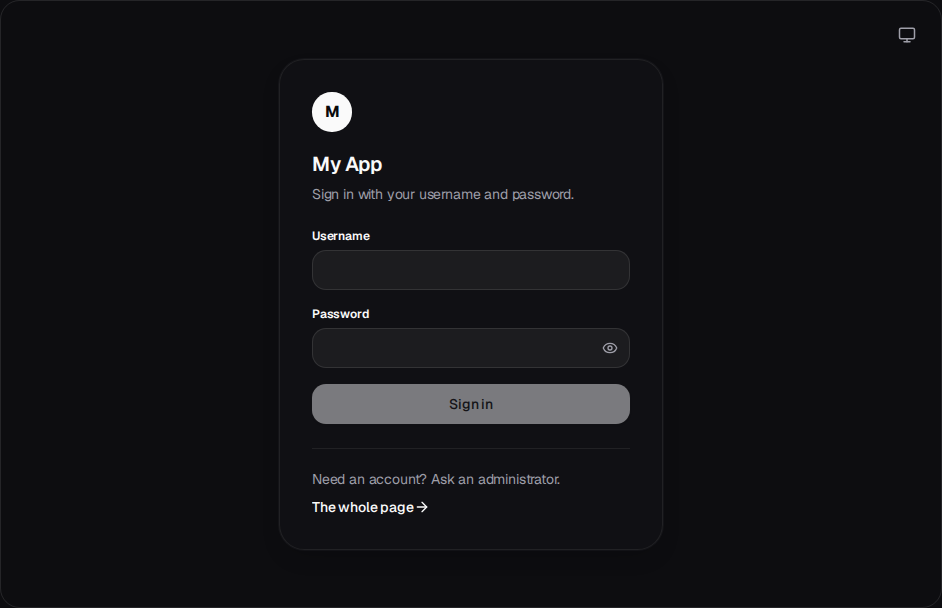 M
My App
Sign in with your username and password.
Username
Password
Sign in
Need an account? Ask an administrator.
The whole page →